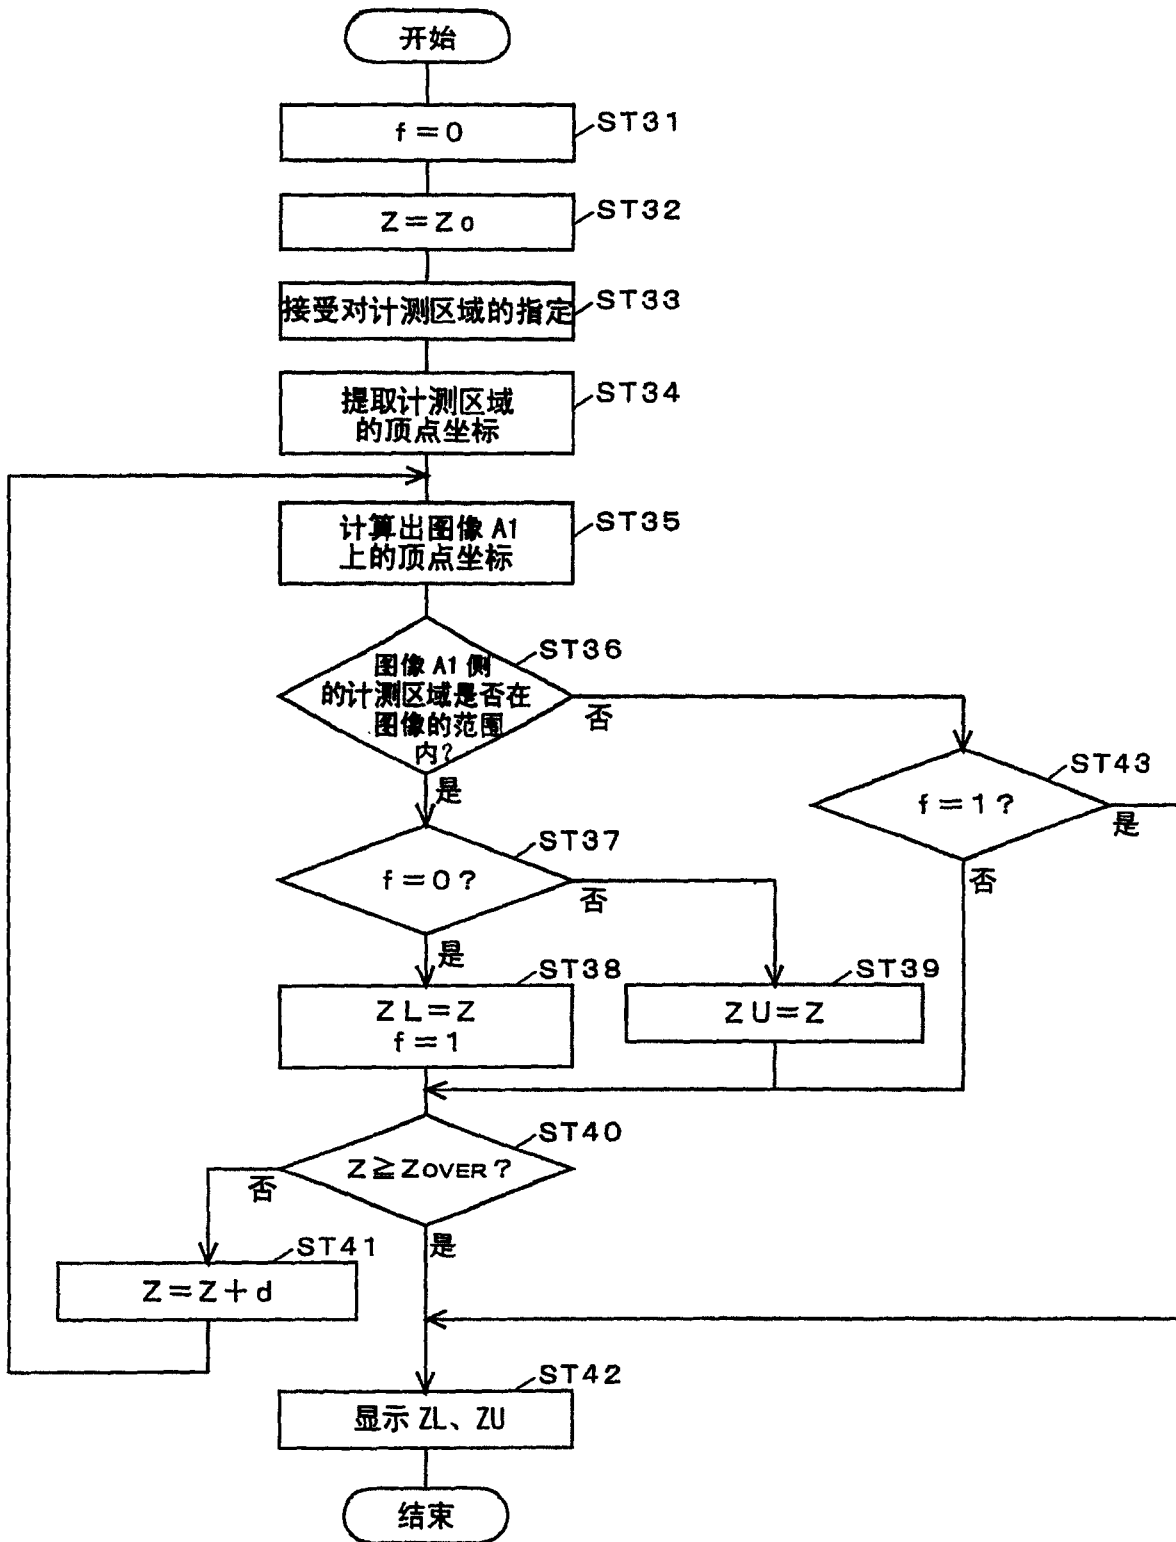 开始
f=0
ST31
Z=Z0
ST32
接受对计测区域的指定
ST33
提取计测区域
的顶点坐标
ST34
计算出图像 A1
上的顶点坐标
ST35
图像 A1 侧
的计测区域是否在
图像的范围
内?
ST36
否
是
f=1?
ST43
是
否
f=0?
ST37
否
是
ZL=Z
f=1
ST38
ZU=Z
ST39
Z≧ZOVER?
ST40
否
是
Z=Z+d
ST41
显示 ZL、ZU
ST42
结束